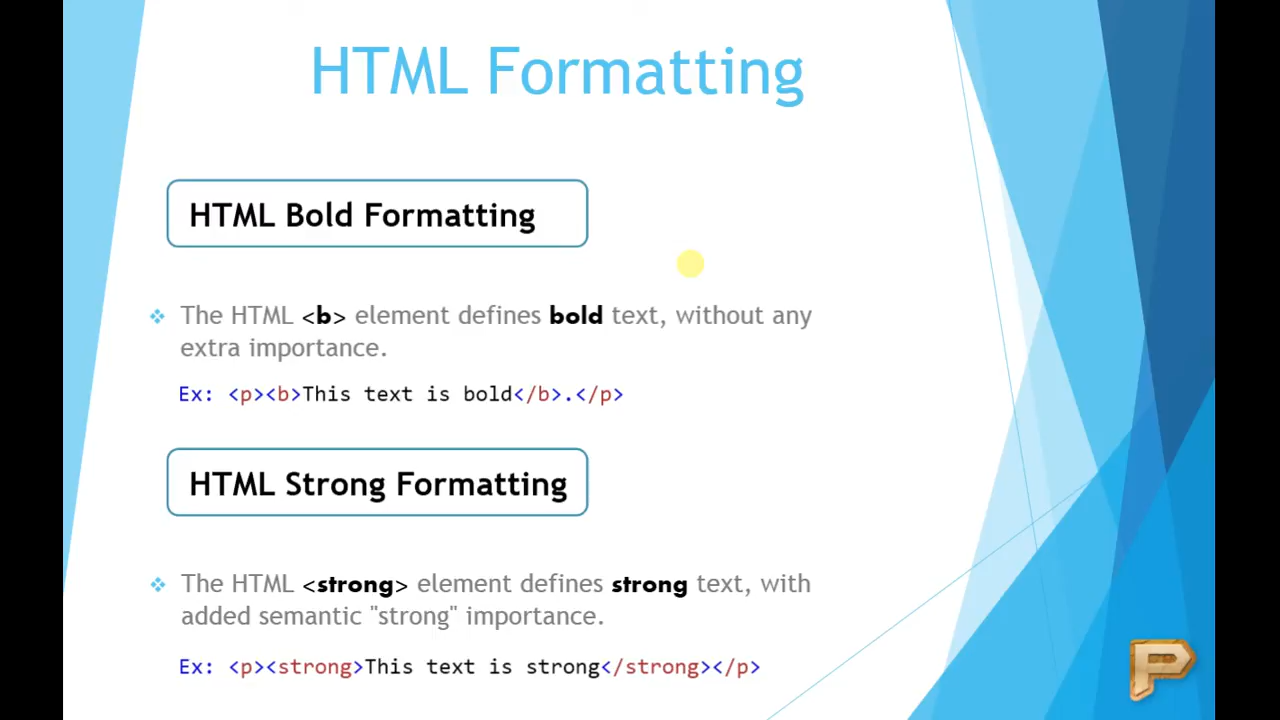 HTML Formatting
HTML Bold Formatting
The HTML <b> element defines bold text, without any
extra importance.
Ex: <p><b>This text is bold</b>.</p>
HTML Strong Formatting
The HTML <strong> element defines strong text, with
added semantic "strong" importance.
Ex: <p><strong>This text is strong</strong></p>
P